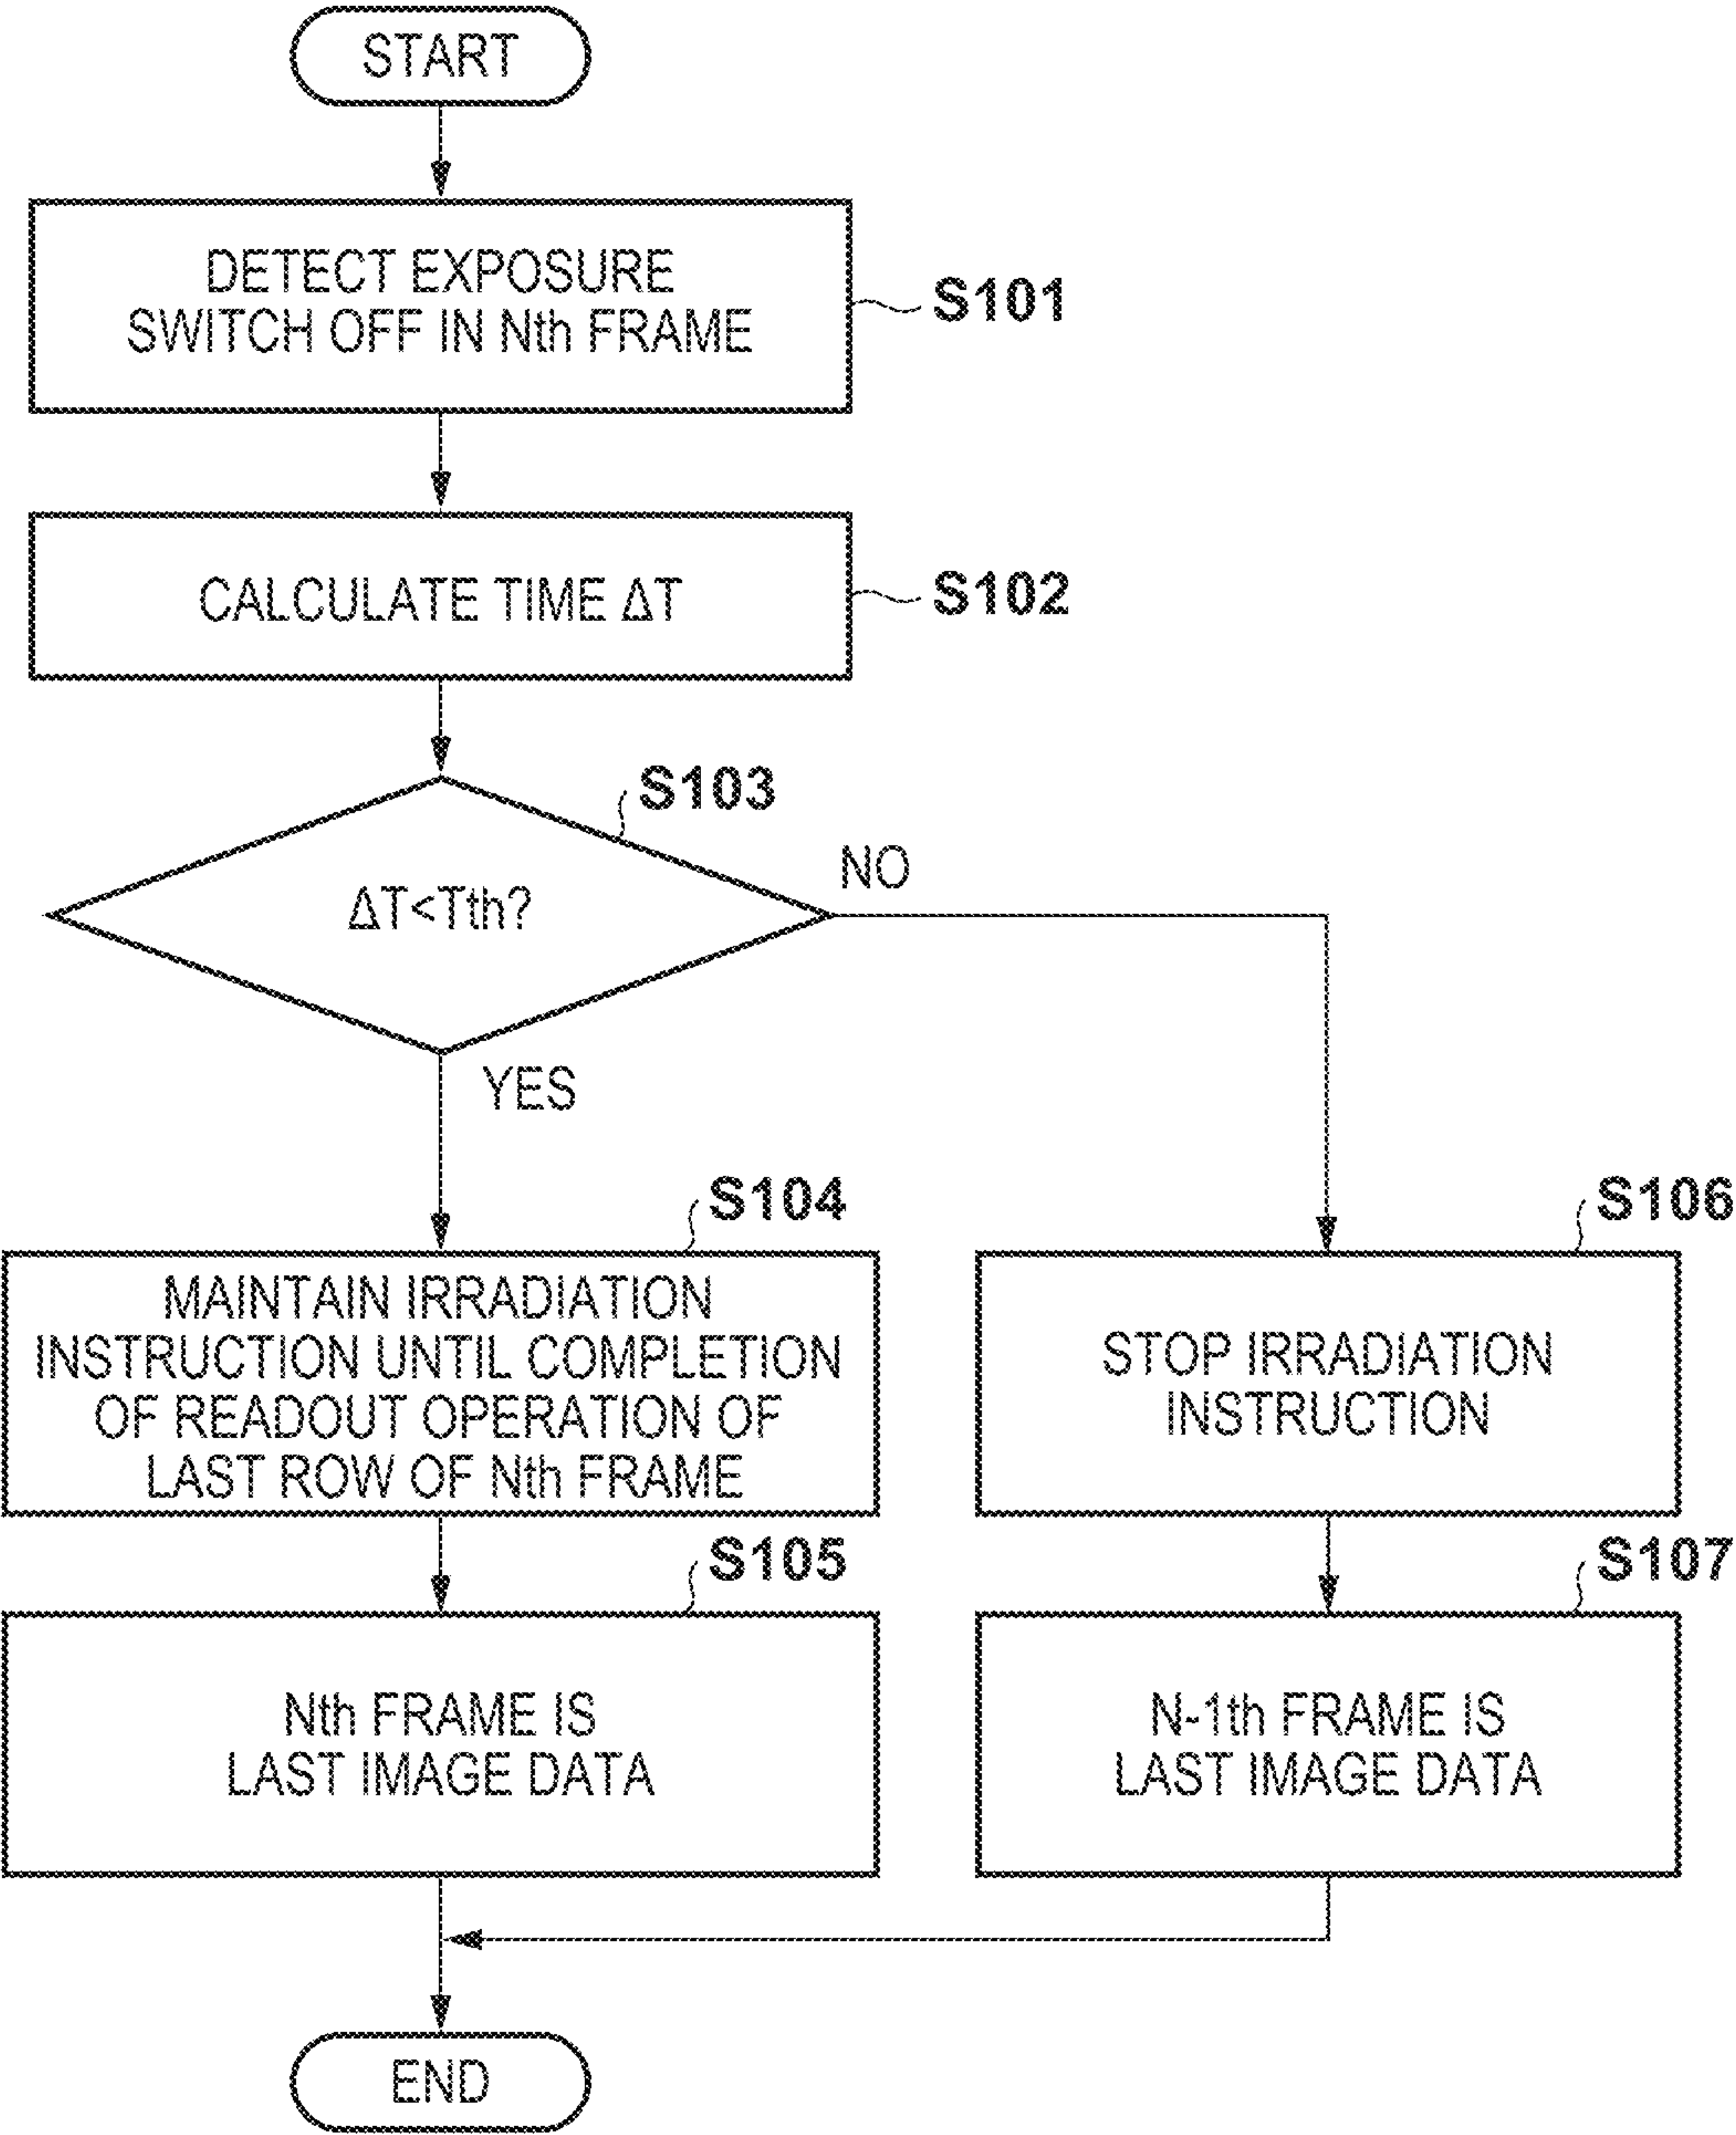 START
DETECT EXPOSURE
SWITCH OFF IN Nth FRAME
S101
CALCULATE TIME ΔT
S102
S103
ΔT<Tth?
NO
YES
S104
MAINTAIN IRRADIATION
INSTRUCTION UNTIL COMPLETION
OF READOUT OPERATION OF
LAST ROW OF Nth FRAME
S106
STOP IRRADIATION
INSTRUCTION
S105
Nth FRAME IS
LAST IMAGE DATA
S107
N-1th FRAME IS
LAST IMAGE DATA
END